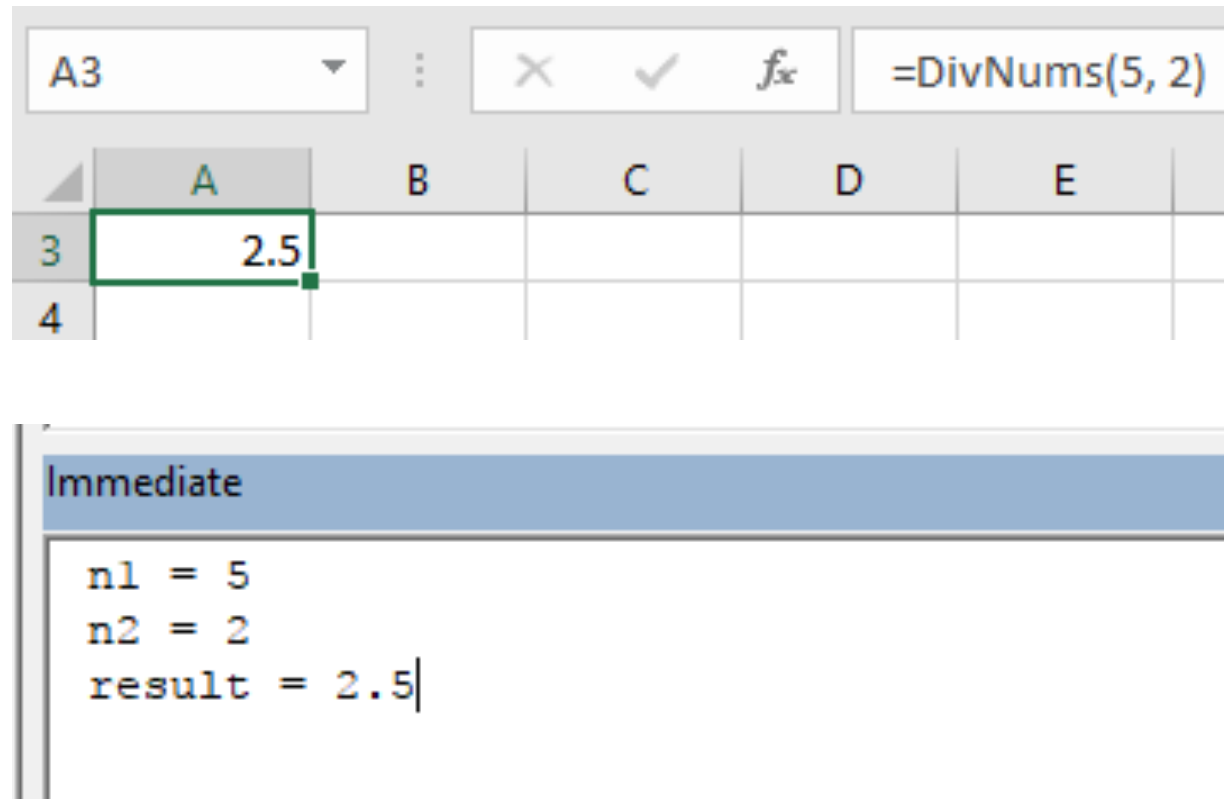 A3 fx =DivNums(5, 2)
A B C D E
3 2.5
4
Immediate
n1 = 5
n2 = 2
result = 2.5